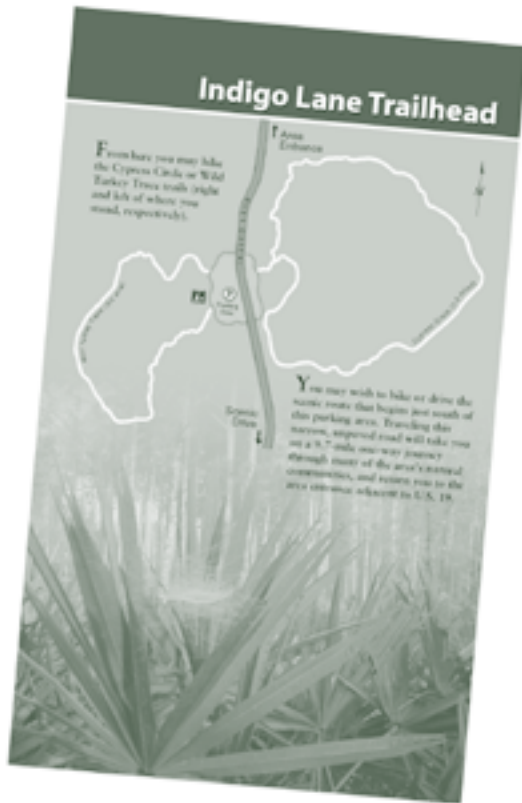 Indigo Lane Trailhead
Area
Entrance
From here you may hike
the Cypress Circle or Wild
Turkey Trace trails (right
and left of where you
stand, respectively).
P
You may wish to bike or drive the
scenic route that begins just south of
this parking area. Traveling this
narrow, unpaved road will take you
on a 9.7-mile one-way journey
through many of the area's natural
communities, and return you to the
area entrance adjacent to U.S. 19.
Scenic
Drive